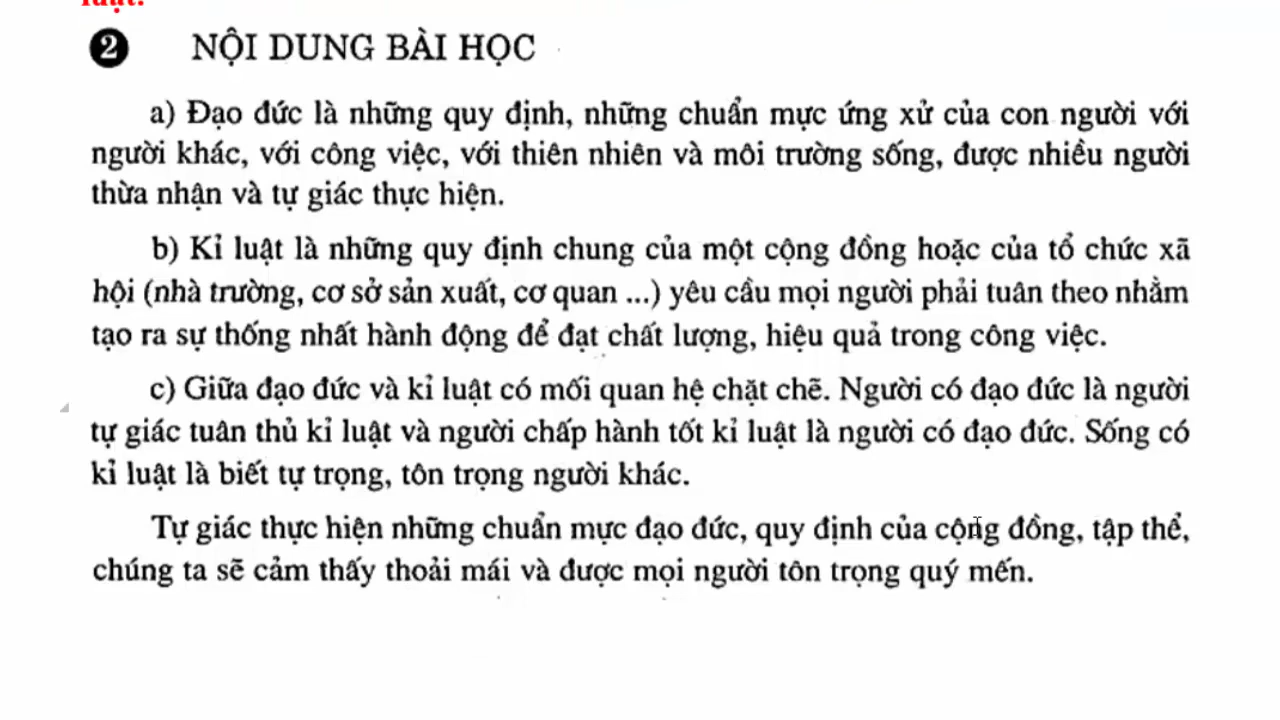 luật.
2 NỘI DUNG BÀI HỌC
a) Đạo đức là những quy định, những chuẩn mực ứng xử của con người với
người khác, với công việc, với thiên nhiên và môi trường sống, được nhiều người
thừa nhận và tự giác thực hiện.
b) Kỉ luật là những quy định chung của một cộng đồng hoặc của tổ chức xã
hội (nhà trường, cơ sở sản xuất, cơ quan ...) yêu cầu mọi người phải tuân theo nhằm
tạo ra sự thống nhất hành động để đạt chất lượng, hiệu quả trong công việc.
c) Giữa đạo đức và kỉ luật có mối quan hệ chặt chẽ. Người có đạo đức là người
tự giác tuân thủ kỉ luật và người chấp hành tốt kỉ luật là người có đạo đức. Sống có
kỉ luật là biết tự trọng, tôn trọng người khác.
Tự giác thực hiện những chuẩn mực đạo đức, quy định của cộng đồng, tập thể,
chúng ta sẽ cảm thấy thoải mái và được mọi người tôn trọng quý mến.